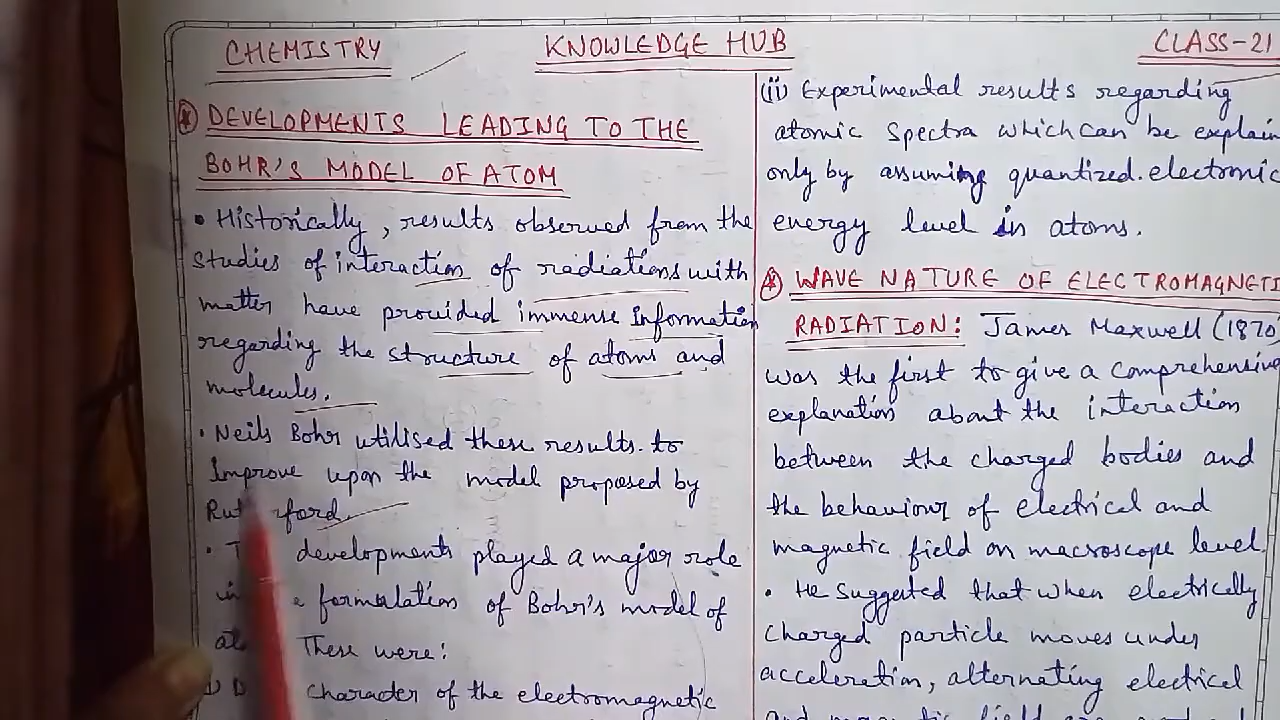 CHEMISTRY
KNOWLEDGE HUB
CLASS-21
DEVELOPMENTS LEADING TO THE
BOHR'S MODEL OF ATOM
• Historically, results observed from the
studies of interaction of radiations with
matter have provided immense information
regarding the structure of atoms and
molecules.
• Neils Bohr utilised these results. to
improve upon the model proposed by
• developments played a major role
formulation of Bohr's model of
These were:
character of the electromagnetic
(ii) Experimental results regarding
atomic spectra which can be explain
only by assuming quantized electronic
energy level in atoms.
WAVE NATURE OF ELECTROMAGNETI
RADIATION: James Maxwell (1870
was the first to give a comprehensive
explanation about the interaction
between the charged bodies and
the behaviour of electrical and
magnetic field on macroscope level
• He suggested that when electrically
charged particle moves under
acceleration, alternating electrical